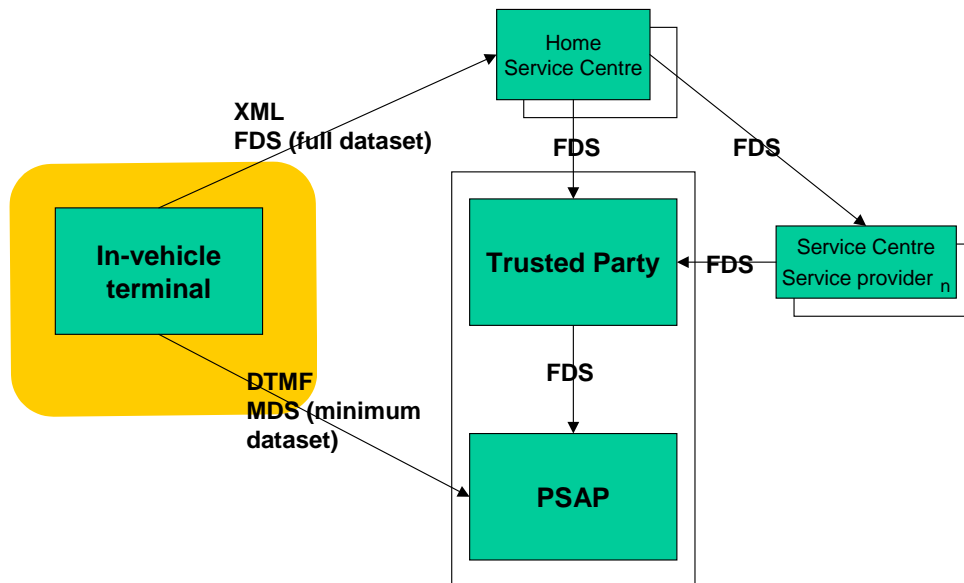 Home
Service Centre
XML
FDS (full dataset)
FDS
FDS
In-vehicle
terminal
Trusted Party
FDS
Service Centre
Service provider n
FDS
DTMF
MDS (minimum
dataset)
PSAP